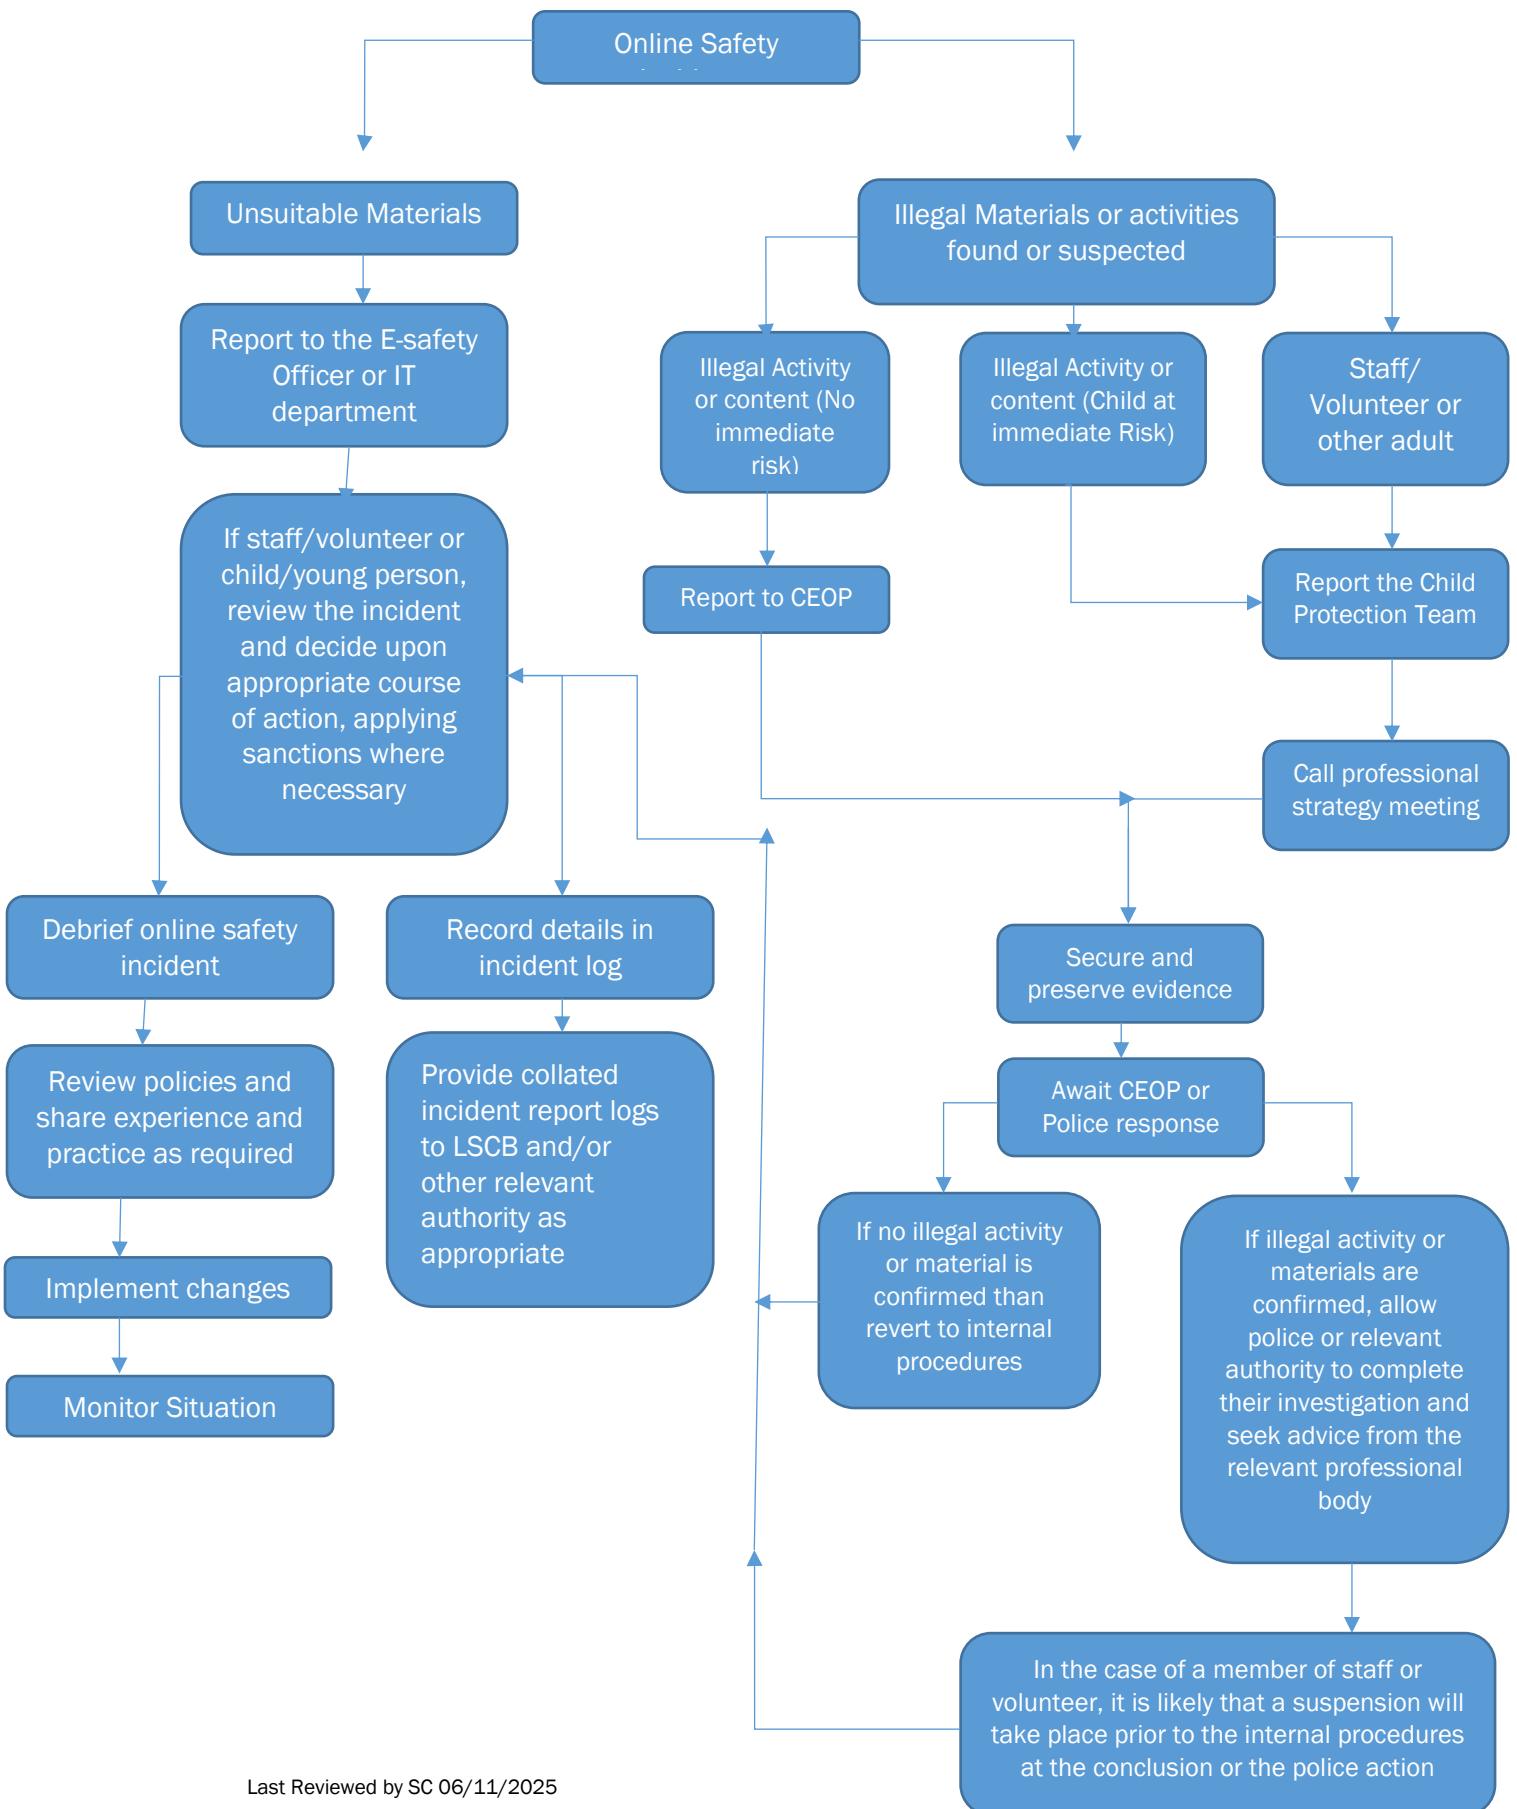 Online Safety
Unsuitable Materials
Illegal Materials or activities
found or suspected
Report to the E-safety
Officer or IT
department
Illegal Activity
or content (No
immediate
risk)
Illegal Activity or
content (Child at
immediate Risk)
Staff/
Volunteer or
other adult
If staff/volunteer or
child/young person,
review the incident
and decide upon
appropriate course
of action, applying
sanctions where
necessary
Report to CEOP
Report the Child
Protection Team
Call professional
strategy meeting
Debrief online safety
incident
Record details in
incident log
Secure and
preserve evidence
Review policies and
share experience and
practice as required
Provide collated
incident report logs
to LSCB and/or
other relevant
authority as
appropriate
Await CEOP or
Police response
Implement changes
If no illegal activity
or material is
confirmed than
revert to internal
procedures
If illegal activity or
materials are
confirmed, allow
police or relevant
authority to complete
their investigation and
seek advice from the
relevant professional
body
Monitor Situation
In the case of a member of staff or
volunteer, it is likely that a suspension will
take place prior to the internal procedures
at the conclusion or the police action
Last Reviewed by SC 06/11/2025